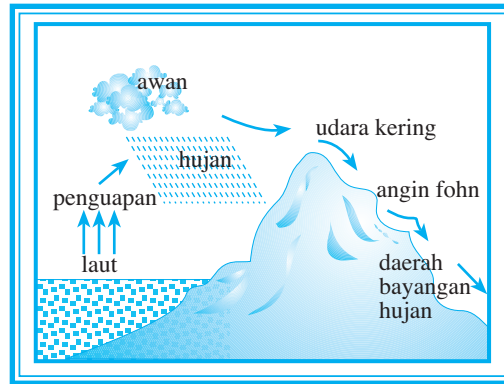 awan
udara kering
hujan
penguapan
angin fohn
laut
daerah
bayangan
hujan